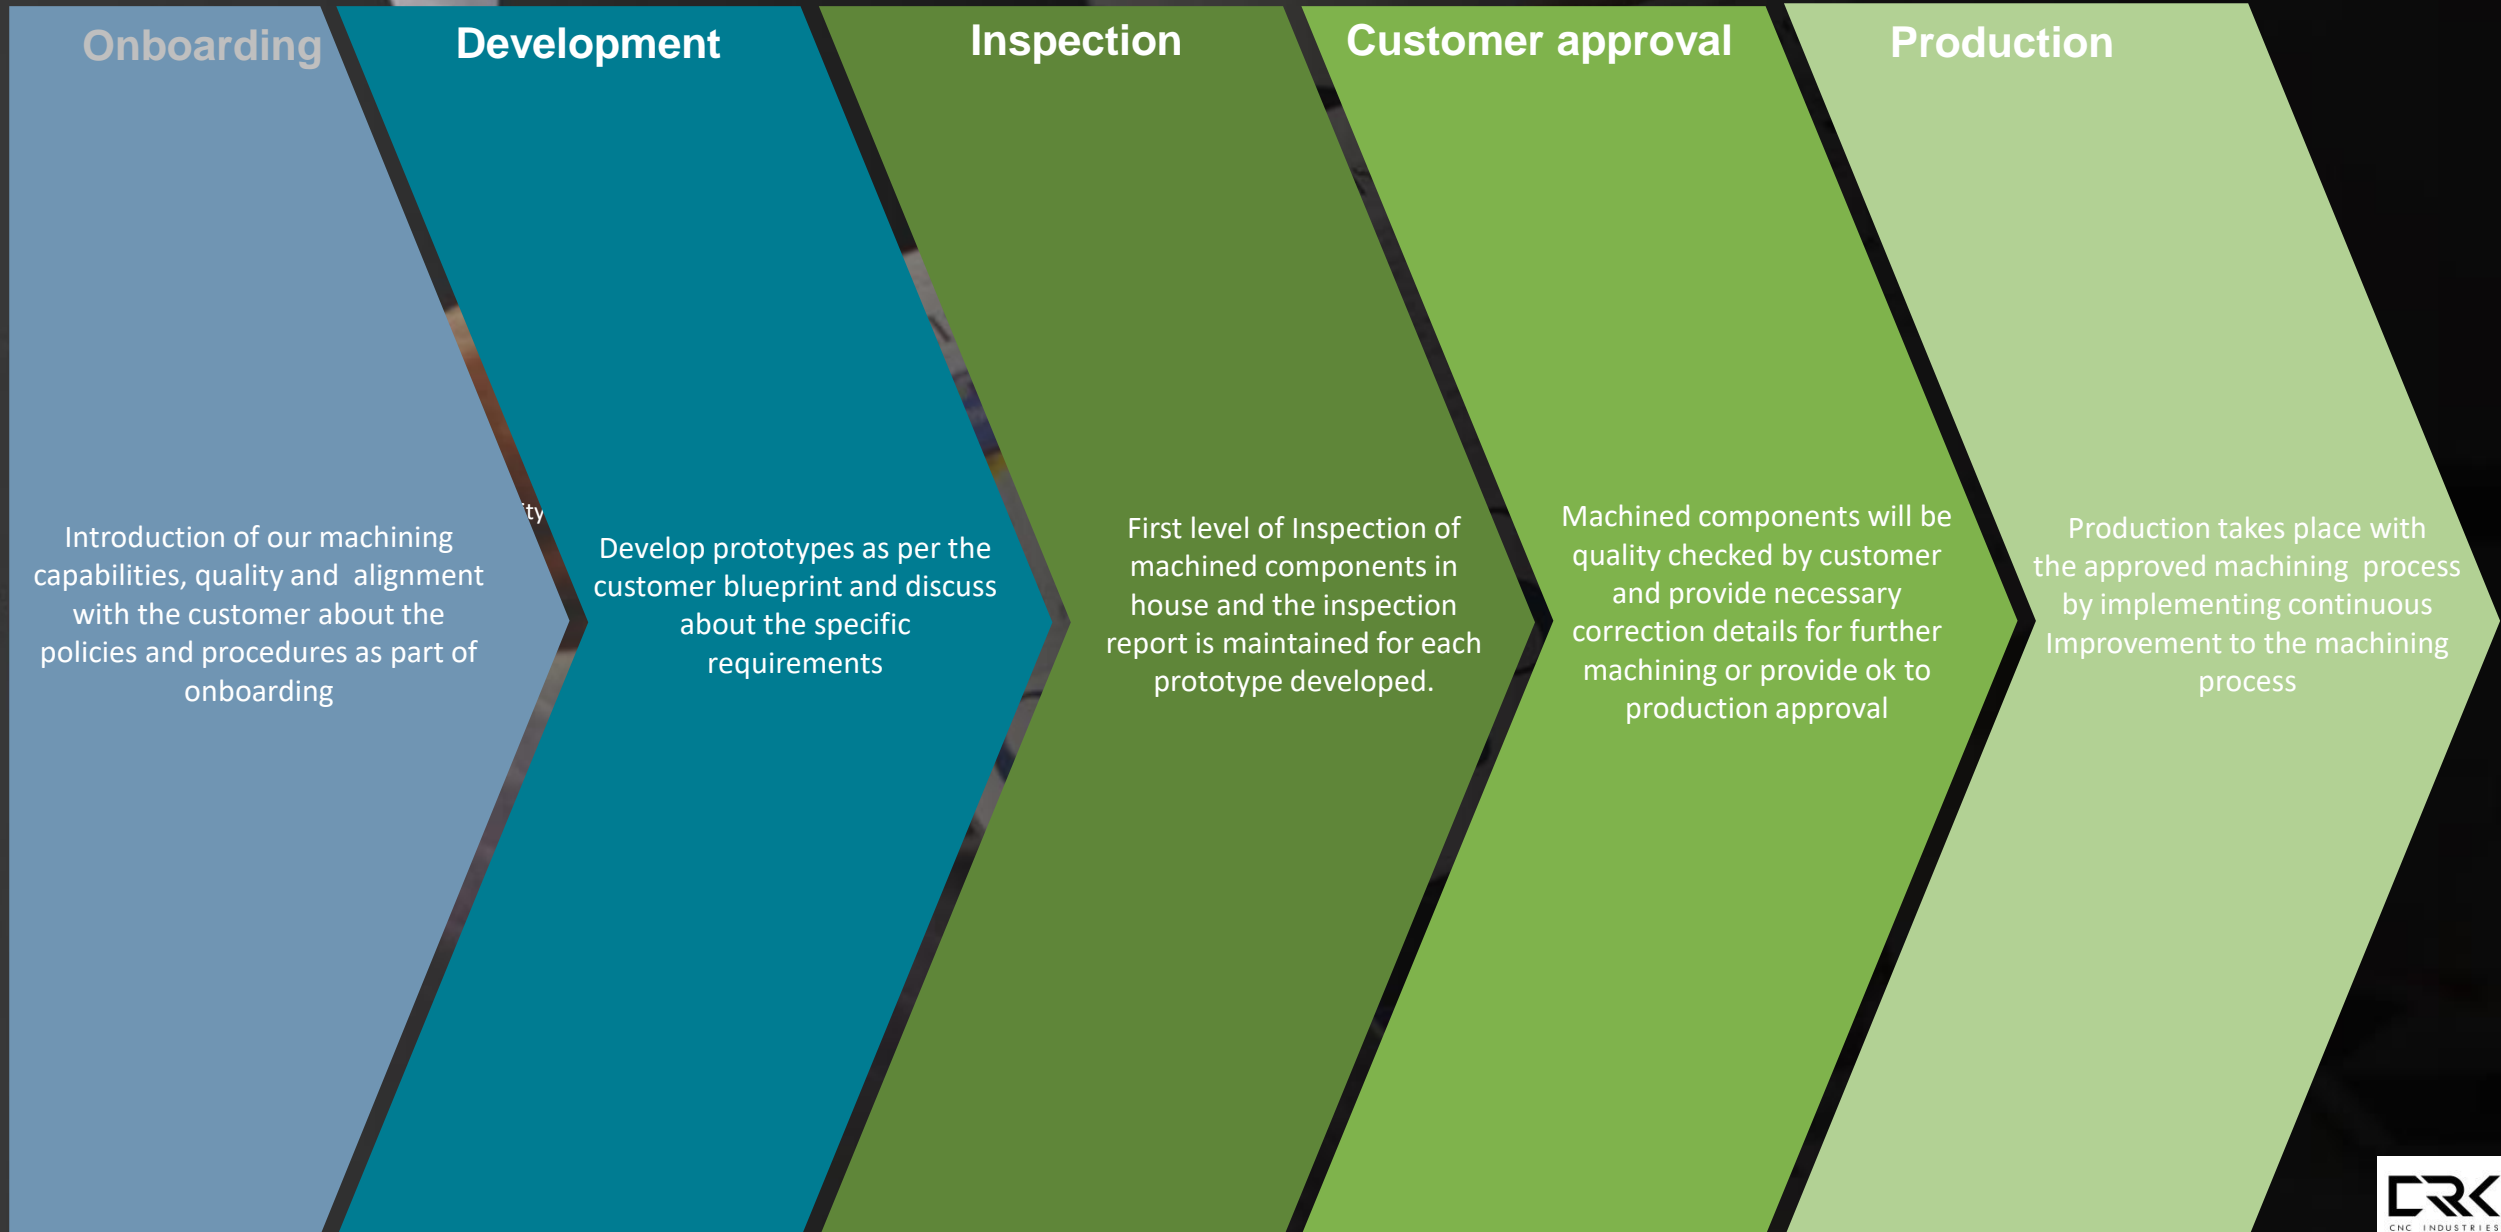 Onboarding
Development
Inspection
Customer approval
Production
Introduction of our machining
capabilities, quality and  alignment
with the customer about the
policies and procedures as part of
onboarding
ity
Develop prototypes as per the
customer blueprint and discuss
about the specific
requirements
First level of Inspection of
machined components in
house and the inspection
report is maintained for each
prototype developed.
Machined components will be
quality checked by customer
and provide necessary
correction details for further
machining or provide ok to
production approval
Production takes place with
the approved machining  process
by implementing continuous
Improvement to the machining
process
CRK
CNC INDUSTRIES